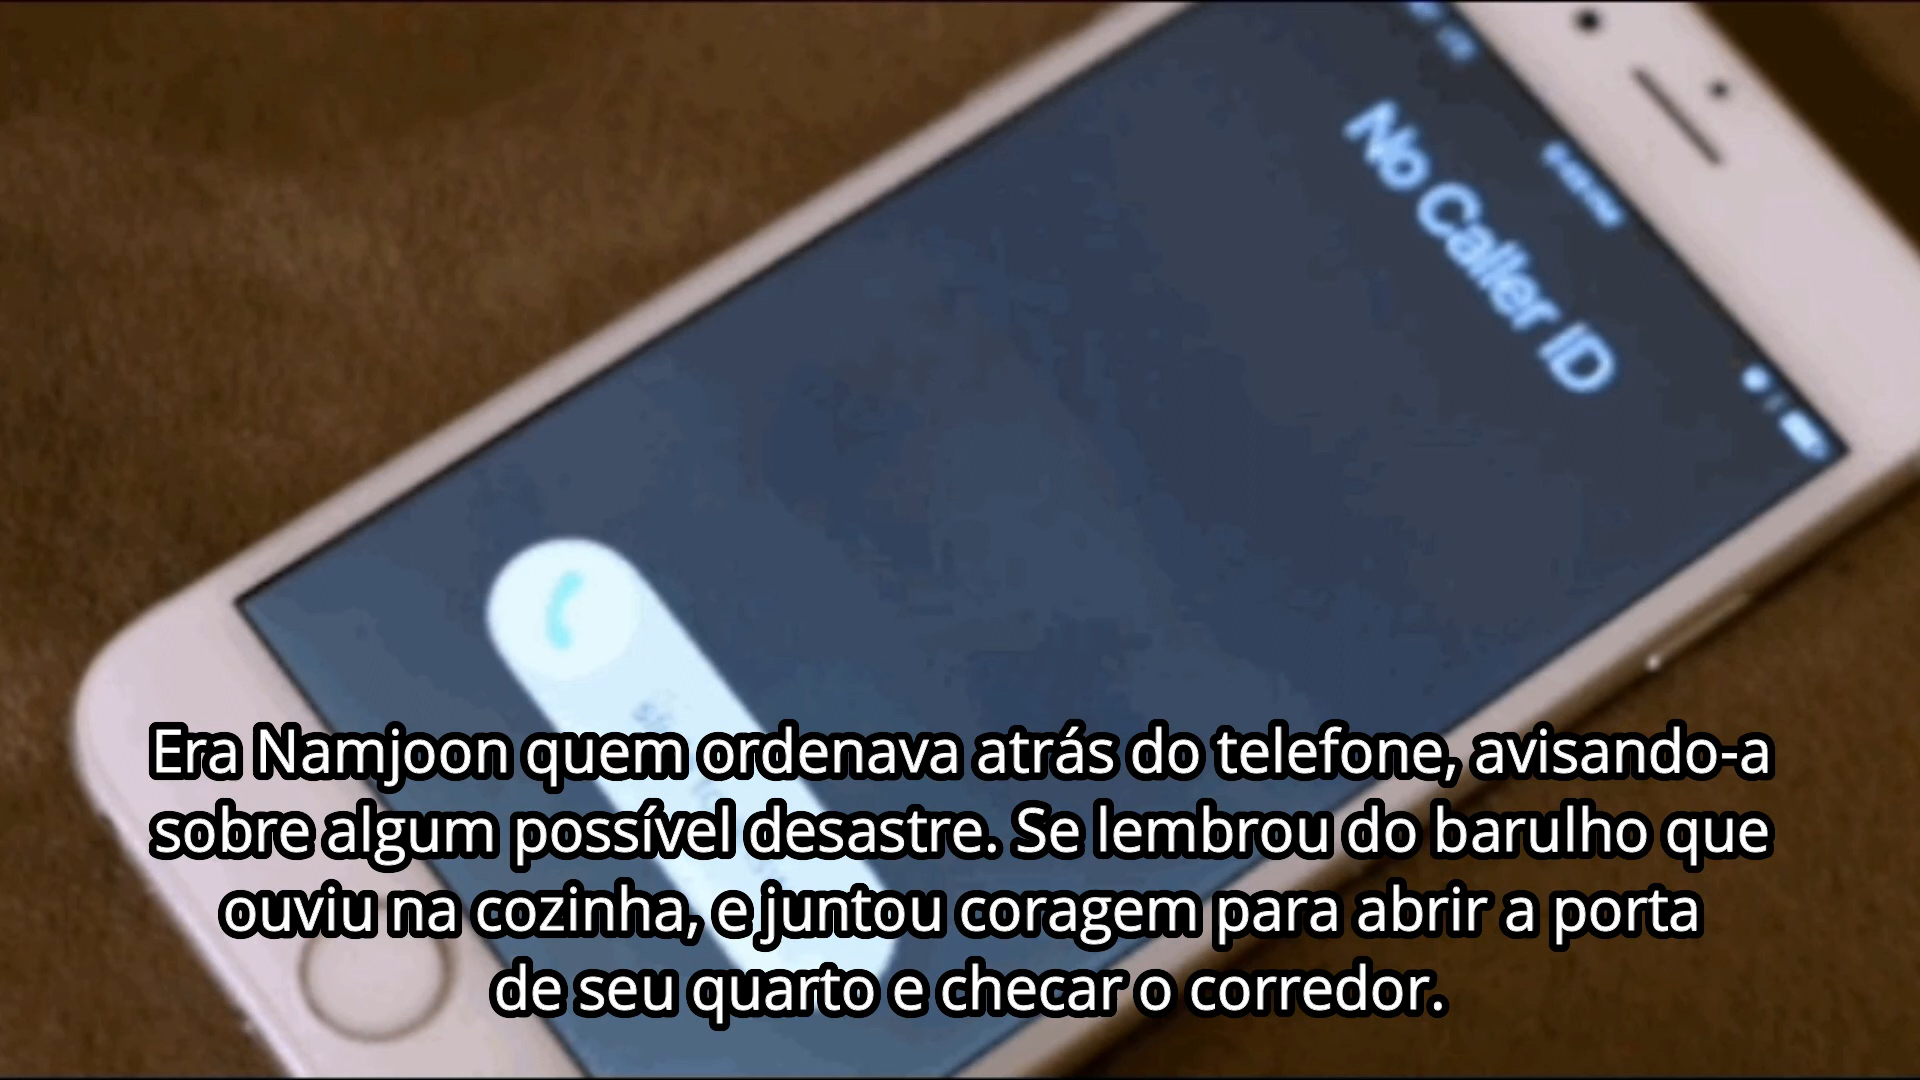 No Caller ID
Era Namjoon quem ordenava atrás do telefone, avisando-a
sobre algum possível desastre. Se lembrou do barulho que
ouviu na cozinha, e juntou coragem para abrir a porta
de seu quarto e checar o corredor.